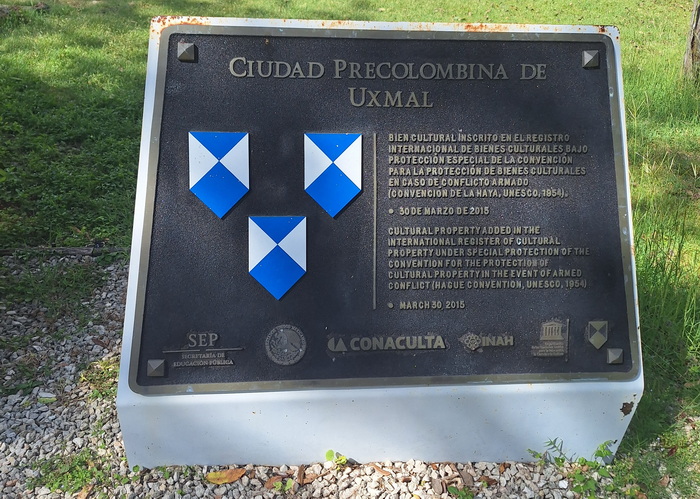 CIUDAD PRECOLOMBINA DE
UXMAL
BIEN CULTURAL INSCRITO EN EL REGISTRO
INTERNACIONAL DE BIENES CULTURALES BAJO
PROTECCIÓN ESPECIAL DE LA CONVENCIÓN
PARA LA PROTECCIÓN DE BIENES CULTURALES
EN CASO DE CONFLICTO ARMADO
(CONVENCIÓN DE LA HAYA, UNESCO, 1954).
• 30 DE MARZO DE 2015
CULTURAL PROPERTY ADDED IN THE
INTERNATIONAL REGISTER OF CULTURAL
PROPERTY UNDER SPECIAL PROTECTION OF THE
CONVENTION FOR THE PROTECTION OF
CULTURAL PROPERTY IN THE EVENT OF ARMED
CONFLICT (HAGUE CONVENTION, UNESCO, 1954)
• MARCH 30, 2015
SEP
SECRETARÍA DE
EDUCACIÓN PÚBLICA
CONACULTA
INAH